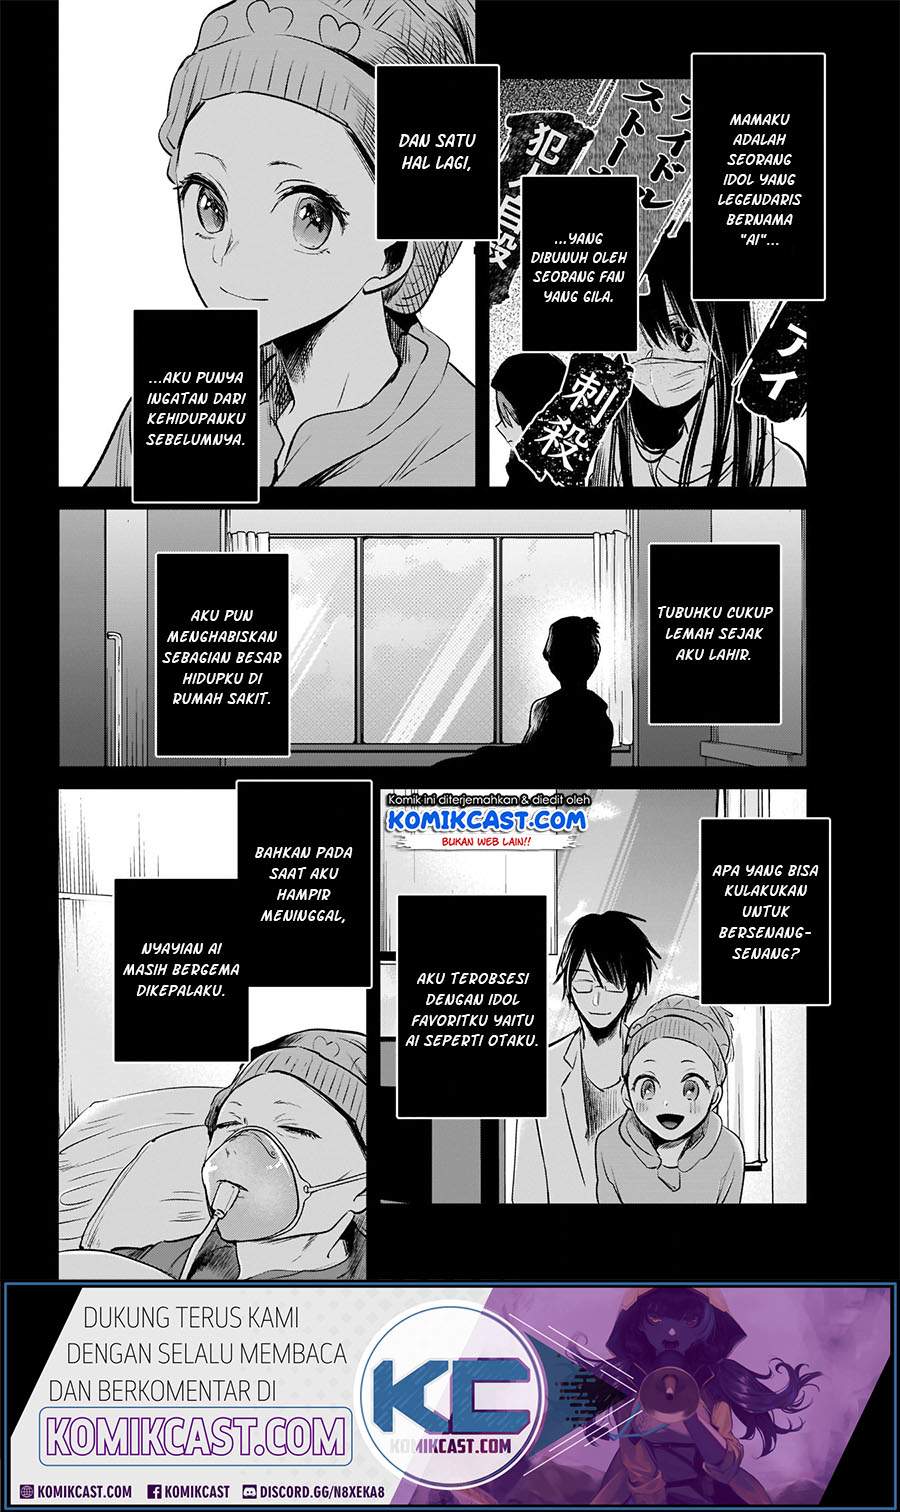 MAMAKU
ADALAH
SEORANG
IDOL YANG
LEGENDARIS
BERNAMA
"AI"...
...YANG
DIBUNUH OLEH
SEORANG FAN
YANG GILA.
アイ
刺殺
DAN SATU
HAL LAGI,
...AKU PUNYA
INGATAN DARI
KEHIDUPANKU
SEBELUMNYA.
TUBUHKU CUKUP
LEMAH SEJAK
AKU LAHIR.
AKU PUN
MENGHABISKAN
SEBAGIAN BESAR
HIDUPKU DI
RUMAH SAKIT.
Komik ini diterjemahkan & diedit oleh
KOMIKCAST.COM
BUKAN WEB LAIN!!
APA YANG BISA
KULAKUKAN
UNTUK
BERSENANG-
SENANG?
AKU TEROBSESI
DENGAN IDOL
FAVORITKU YAITU
AI SEPERTI OTAKU.
BAHKAN PADA
SAAT AKU
HAMPIR
MENINGGAL,
NYAYIAN AI
MASIH BERGEMA
DIKEPALAKU.
DUKUNG TERUS KAMI
DENGAN SELALU MEMBACA
DAN BERKOMENTAR DI
KOMIKCAST.COM
KC
KOMIKCAST.COM
KOMIKCAST.COM
KOMIKCAST
DISCORD.GG/N8XEKA8